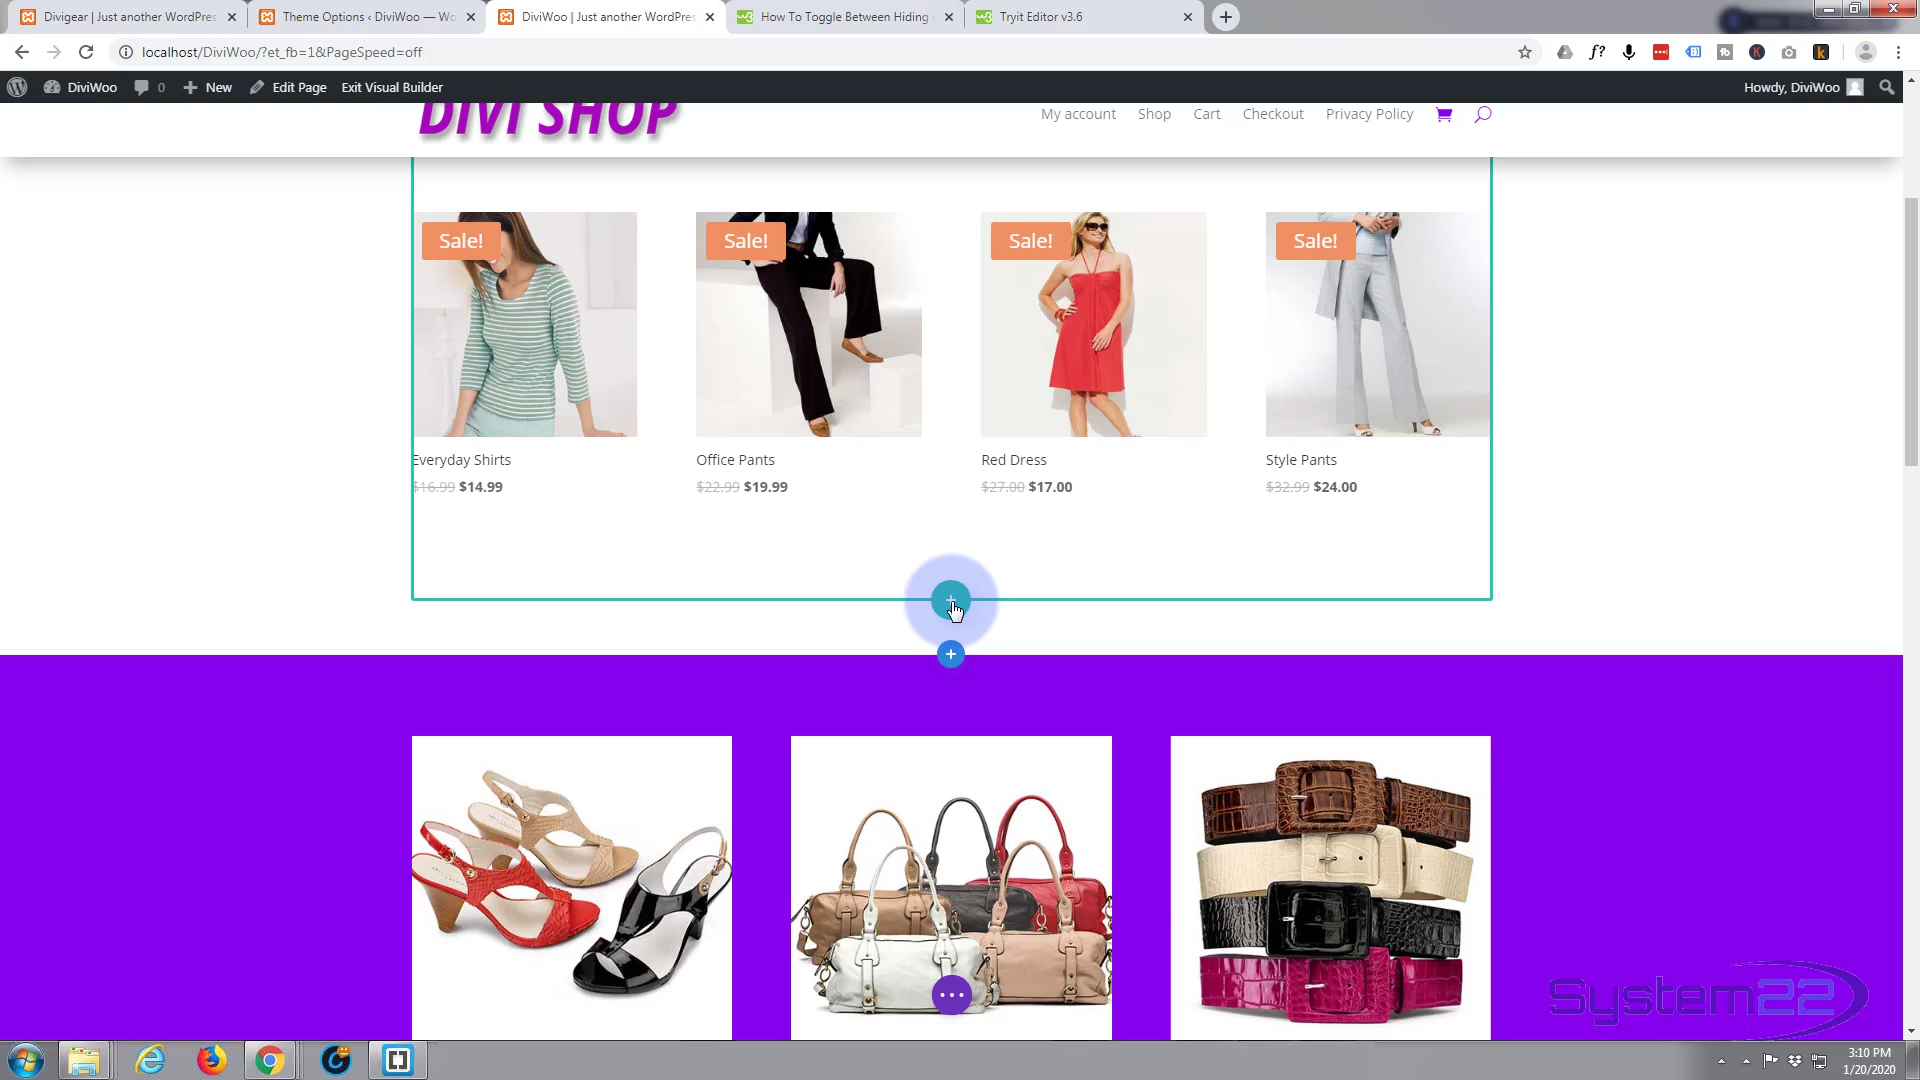 Divigear | Just another WordPres
Theme Options ‹ DiviWoo — Wo
DiviWoo | Just another WordPres
How To Toggle Between Hiding
Tryit Editor v3.6
localhost/DiviWoo/?et_fb=1&PageSpeed=off
DiviWoo 0 New Edit Page Exit Visual Builder
Howdy, DiviWoo
DIVI SHOP
My account Shop Cart Checkout Privacy Policy
Sale! Sale! Sale! Sale!
Everyday Shirts Office Pants Red Dress Style Pants
$16.99 $14.99 $22.99 $19.99 $27.00 $17.00 $32.99 $24.00
System22
3:10 PM
1/20/2020